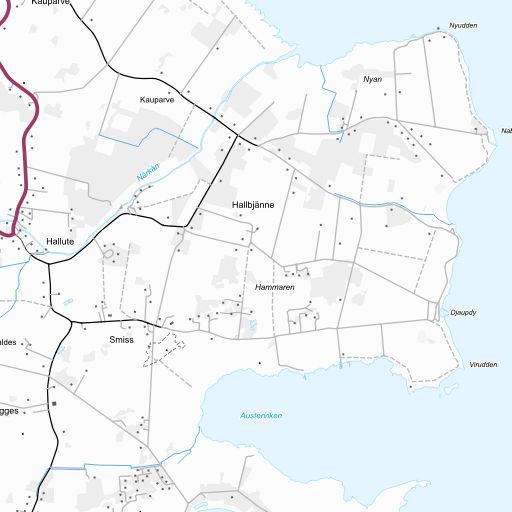 Kauparve
Nyudden
Nyan
Kauparve
Närkån
Hallbjänne
Hallute
Hammaren
Djaupdy
Smiss
Virudden
Austerviken